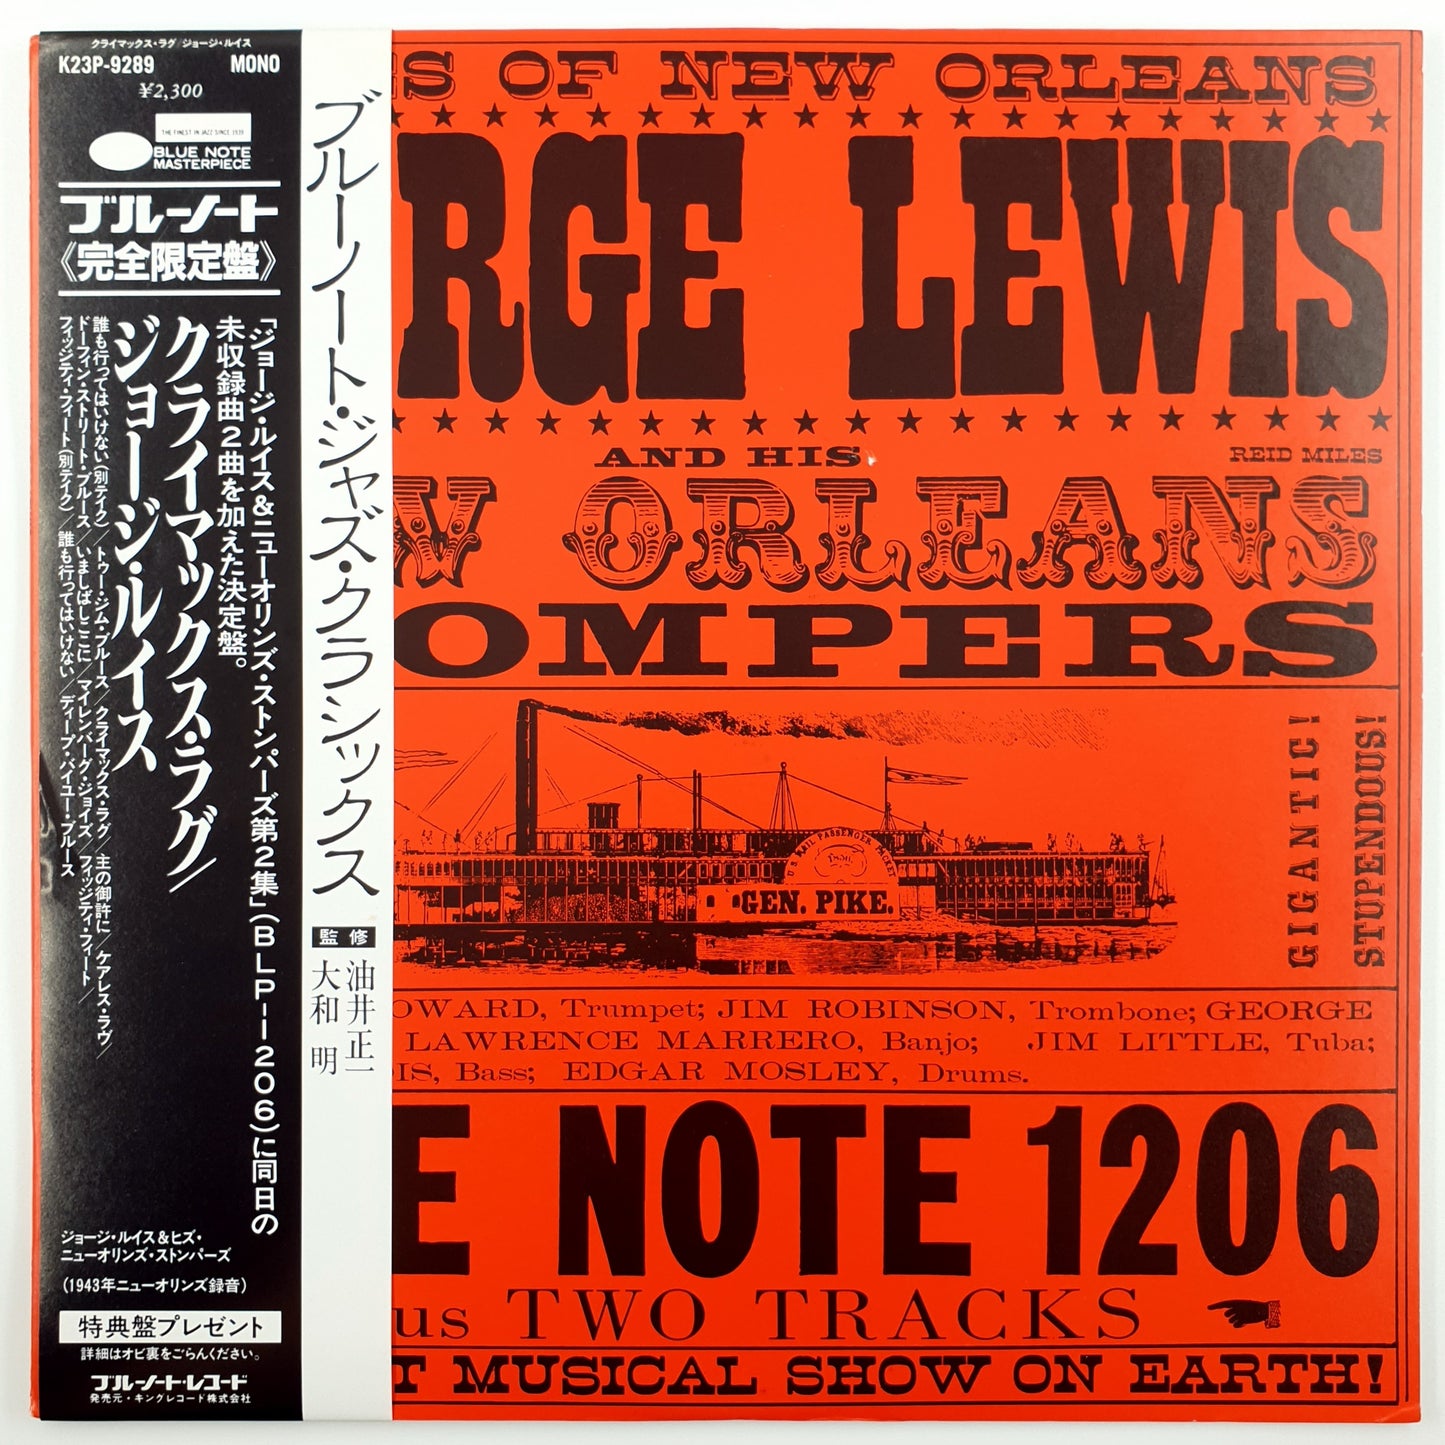 クライマックス・ラグ/ジョージ・ルイス
K23P-9289 MONO
¥2,300
THE FINEST IN JAZZ SINCE 1939
BLUE NOTE
MASTERPIECE
ブルーノート
《完全限定盤》
「ジョージ・ルイス&ニューオリンズ・ストンパーズ第2集」(BLP-1206)に同日の
未収録曲2曲を加えた決定盤。
クライマックス・ラグ/
ジョージ・ルイス
誰も行ってはいけない(別テイク)/トゥー・ジム・ブルース/クライマックス・ラグ/主の御許に/ケアレス・ラヴ/
ドーフィン・ストリート・ブルース/いましばしここに/マイレンバーグ・ジョイズ/フィッジティ・フィート/
フィッジティ・フィート(別テイク)/誰も行ってはいけない/ディープ・バイユー・ブルース
ジョージ・ルイス&ヒズ・
ニューオリンズ・ストンパーズ
(1943年ニューオリンズ録音)
特典盤プレゼント
詳細はオビ裏をごらんください。
ブルーノート・レコード
発売元・キングレコード株式会社
ブルーノート・ジャズ・クラシックス
監修
油井正一
大和 明
ES OF NEW ORLEANS
RGE LEWIS
AND HIS
REID MILES
W ORLEANS
OMPERS
GIGANTIC!
STUPENDOUS!
U.S. MAIL PASSENGER PACKET
GEN. PIKE.
OWARD, Trumpet; JIM ROBINSON, Trombone; GEORGE
LAWRENCE MARRERO, Banjo; JIM LITTLE, Tuba;
IS, Bass; EDGAR MOSLEY, Drums.
E NOTE 1206
us TWO TRACKS
T MUSICAL SHOW ON EARTH!